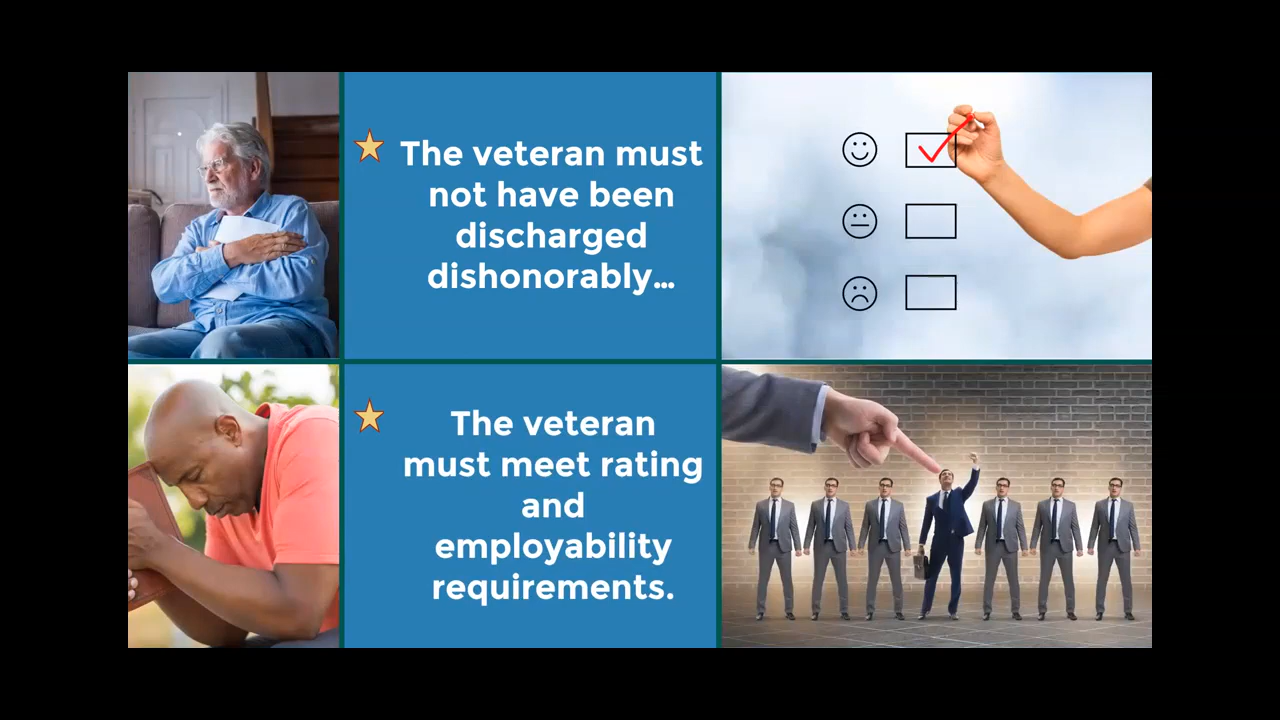 The veteran must
not have been
discharged
dishonorably...
The veteran
must meet rating
and
employability
requirements.